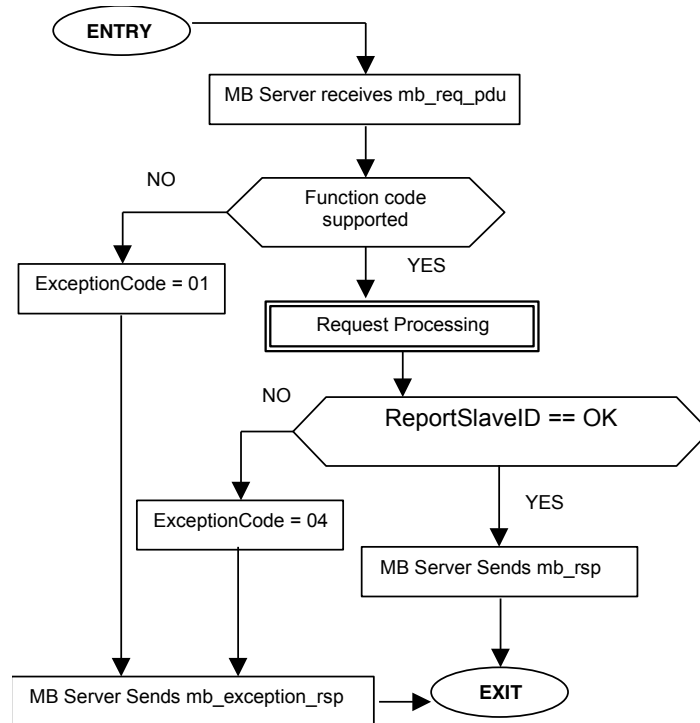 ENTRY
MB Server receives mb_req_pdu
NO
Function code
supported
YES
ExceptionCode = 01
Request Processing
NO
ReportSlaveID == OK
YES
ExceptionCode = 04
MB Server Sends mb_rsp
MB Server Sends mb_exception_rsp
EXIT